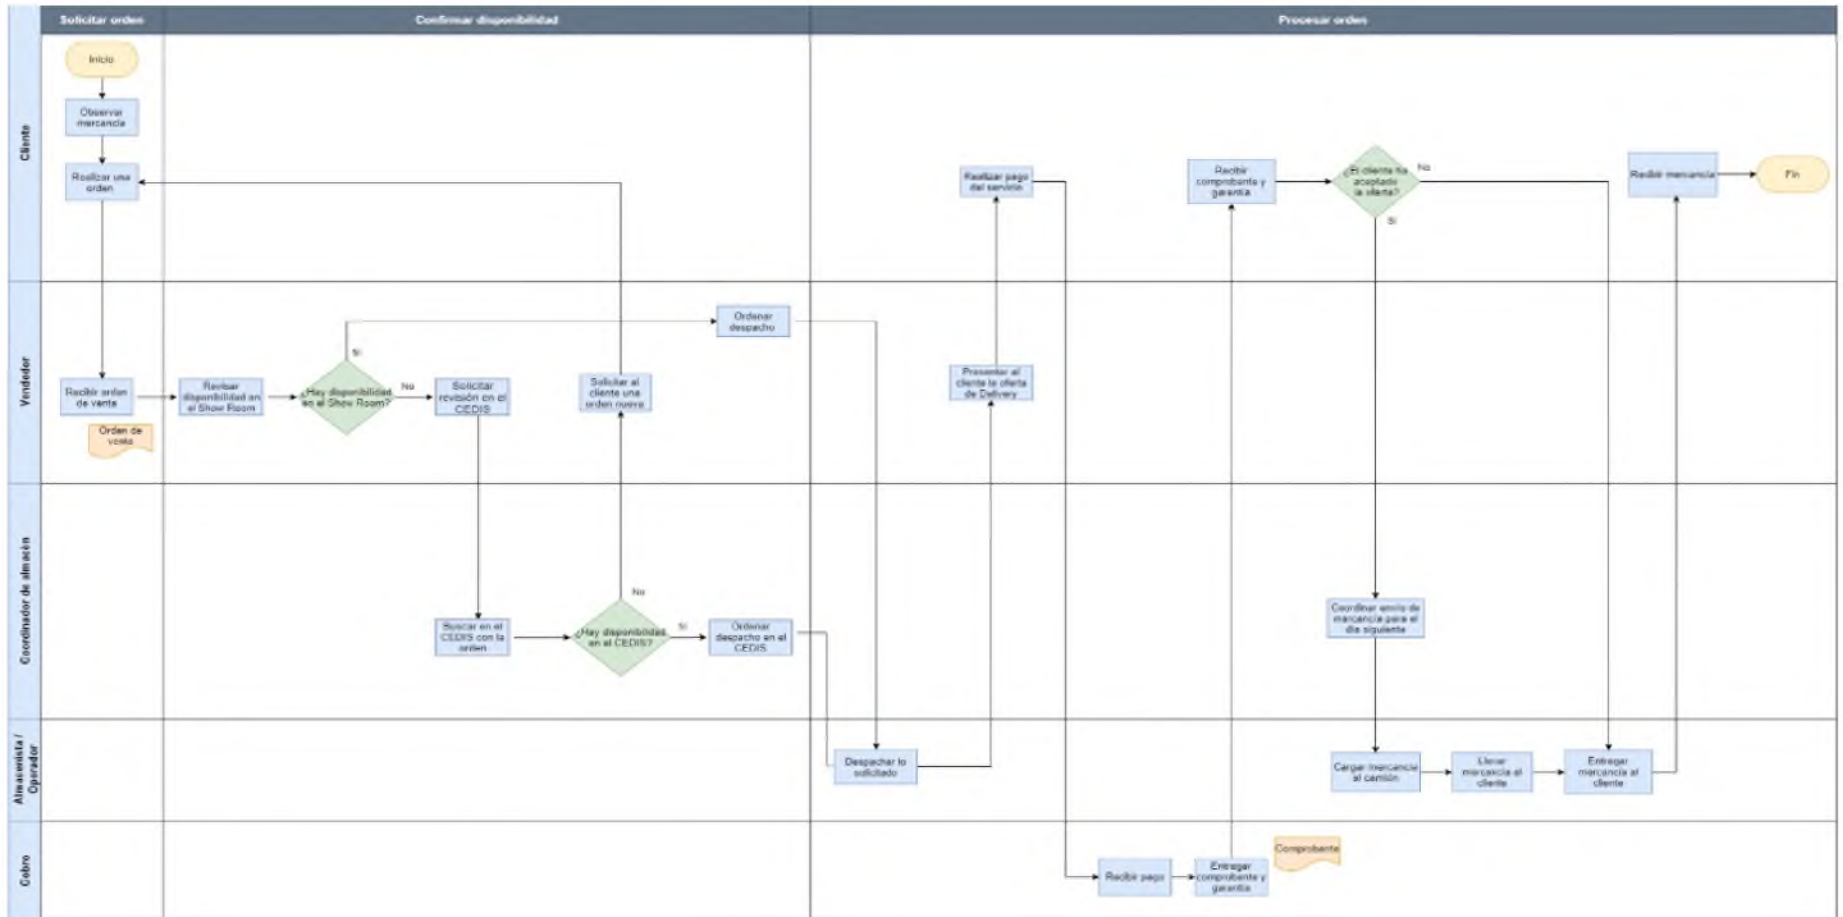 Solicitar orden
Confirmar disponibilidad
Procesar orden
Cliente
Inicio
Observar
mercancía
Realizar una
orden
Realizar pago
del servicio
Recibir
comprobante y
garantía
¿El cliente ha
aceptado
la oferta?
No
Si
Recibir mercancía
Fin
Vendedor
Recibir orden
de venta
Orden de
venta
Revisar
disponibilidad en
el Show Room
¿Hay disponibilidad
en el Show Room?
Si
No
Solicitar
revisión en el
CEDIS
Solicitar al
cliente una
orden nueva
Ordenar
despacho
Presentar al
cliente la oferta
de Delivery
Coordinador de almacén
Buscar en el
CEDIS con la
orden
¿Hay disponibilidad
en el CEDIS?
No
Si
Ordenar
despacho en el
CEDIS
Coordinar envío de
mercancía para el
día siguiente
Almacenista /
Operador
Despachar lo
solicitado
Cargar mercancía
al camión
Llevar
mercancía al
cliente
Entregar
mercancía al
cliente
Cobro
Recibir pago
Entregar
comprobante y
garantía
Comprobante